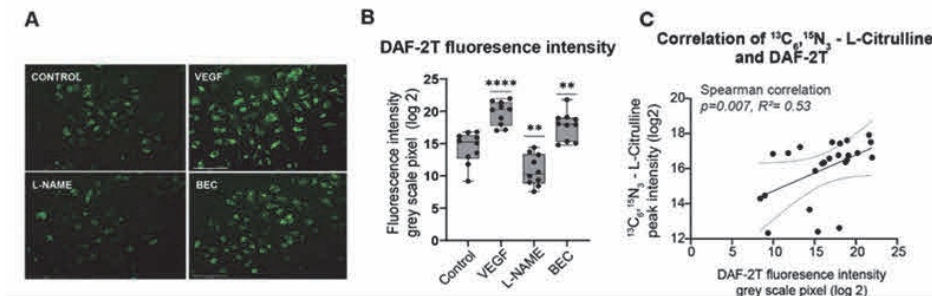 A
CONTROL
VEGF
L-NAME
BEC
B
DAF-2T fluoresence intensity
Fluorescence intensity
grey scale pixel (log 2)
25
20
15
10
5
0
****
**
**
Control
VEGF
L-NAME
BEC
C
Correlation of ¹³C₆,¹⁵N₃ - L-Citrulline
and DAF-2T
Spearman correlation
p=0.007, R²= 0.53
¹³C₆,¹⁵N₃ - L-Citrulline
peak intensity (log2)
18
16
14
12
5
10
15
20
25
DAF-2T fluoresence intensity
grey scale pixel (log 2)